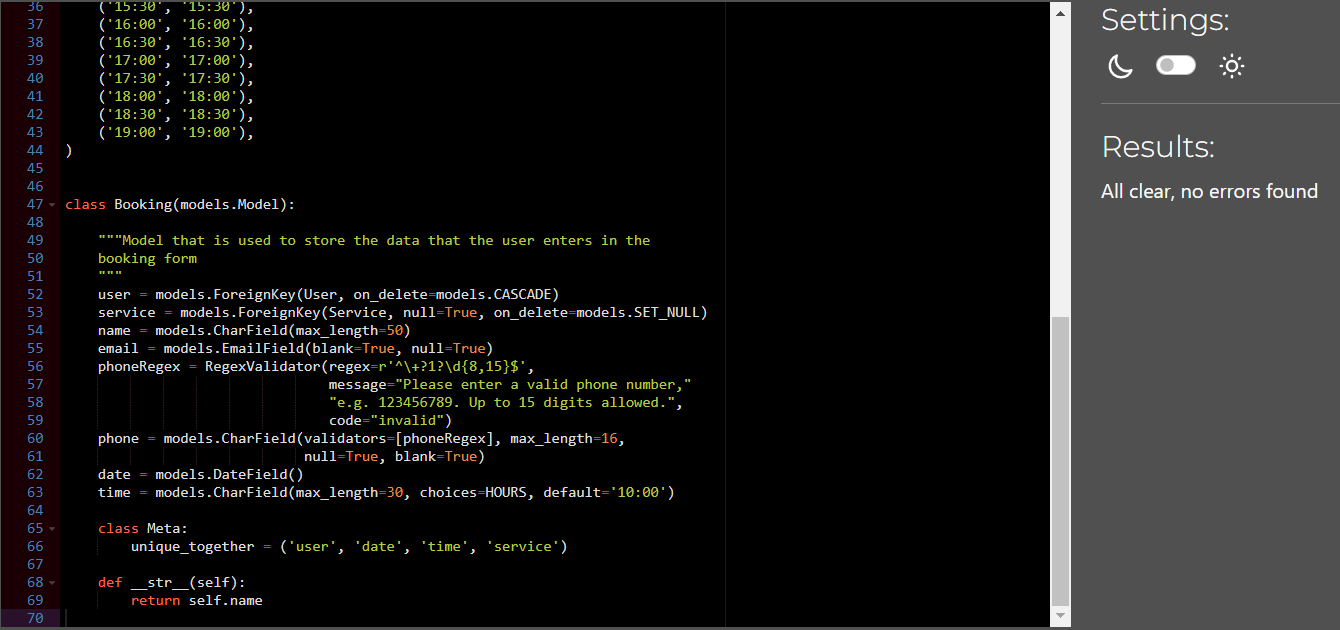 36 ('15:30', '15:30'),
37 ('16:00', '16:00'),
38 ('16:30', '16:30'),
39 ('17:00', '17:00'),
40 ('17:30', '17:30'),
41 ('18:00', '18:00'),
42 ('18:30', '18:30'),
43 ('19:00', '19:00'),
44 )
45
46
47 class Booking(models.Model):
48
49 """Model that is used to store the data that the user enters in the
50 booking form
51 """
52 user = models.ForeignKey(User, on_delete=models.CASCADE)
53 service = models.ForeignKey(Service, null=True, on_delete=models.SET_NULL)
54 name = models.CharField(max_length=50)
55 email = models.EmailField(blank=True, null=True)
56 phoneRegex = RegexValidator(regex=r'^\+?1?\d{8,15}$',
57 message="Please enter a valid phone number,"
58 "e.g. 123456789. Up to 15 digits allowed.",
59 code="invalid")
60 phone = models.CharField(validators=[phoneRegex], max_length=16,
61 null=True, blank=True)
62 date = models.DateField()
63 time = models.CharField(max_length=30, choices=HOURS, default='10:00')
64
65 class Meta:
66 unique_together = ('user', 'date', 'time', 'service')
67
68 def __str__(self):
69 return self.name
70
Settings:
Results:
All clear, no errors found